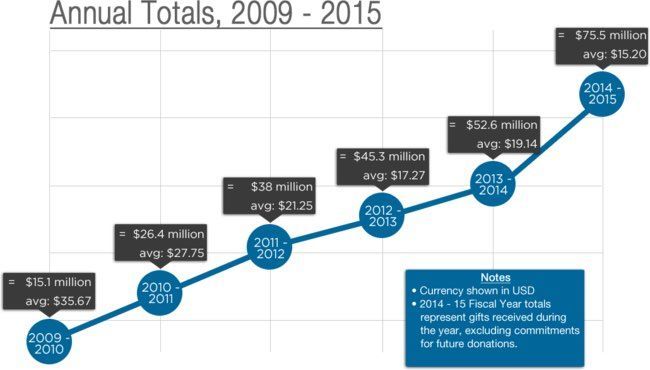 Annual Totals, 2009 - 2015
= $75.5 million
avg: $15.20
2014 -
2015
= $52.6 million
avg: $19.14
2013 -
2014
= $45.3 million
avg: $17.27
2012 -
2013
= $38 million
avg: $21.25
2011 -
2012
= $26.4 million
avg: $27.75
2010 -
2011
= $15.1 million
avg: $35.67
2009 -
2010
Notes
• Currency shown in USD
• 2014 - 15 Fiscal Year totals
represent gifts received during
the year, excluding commitments
for future donations.